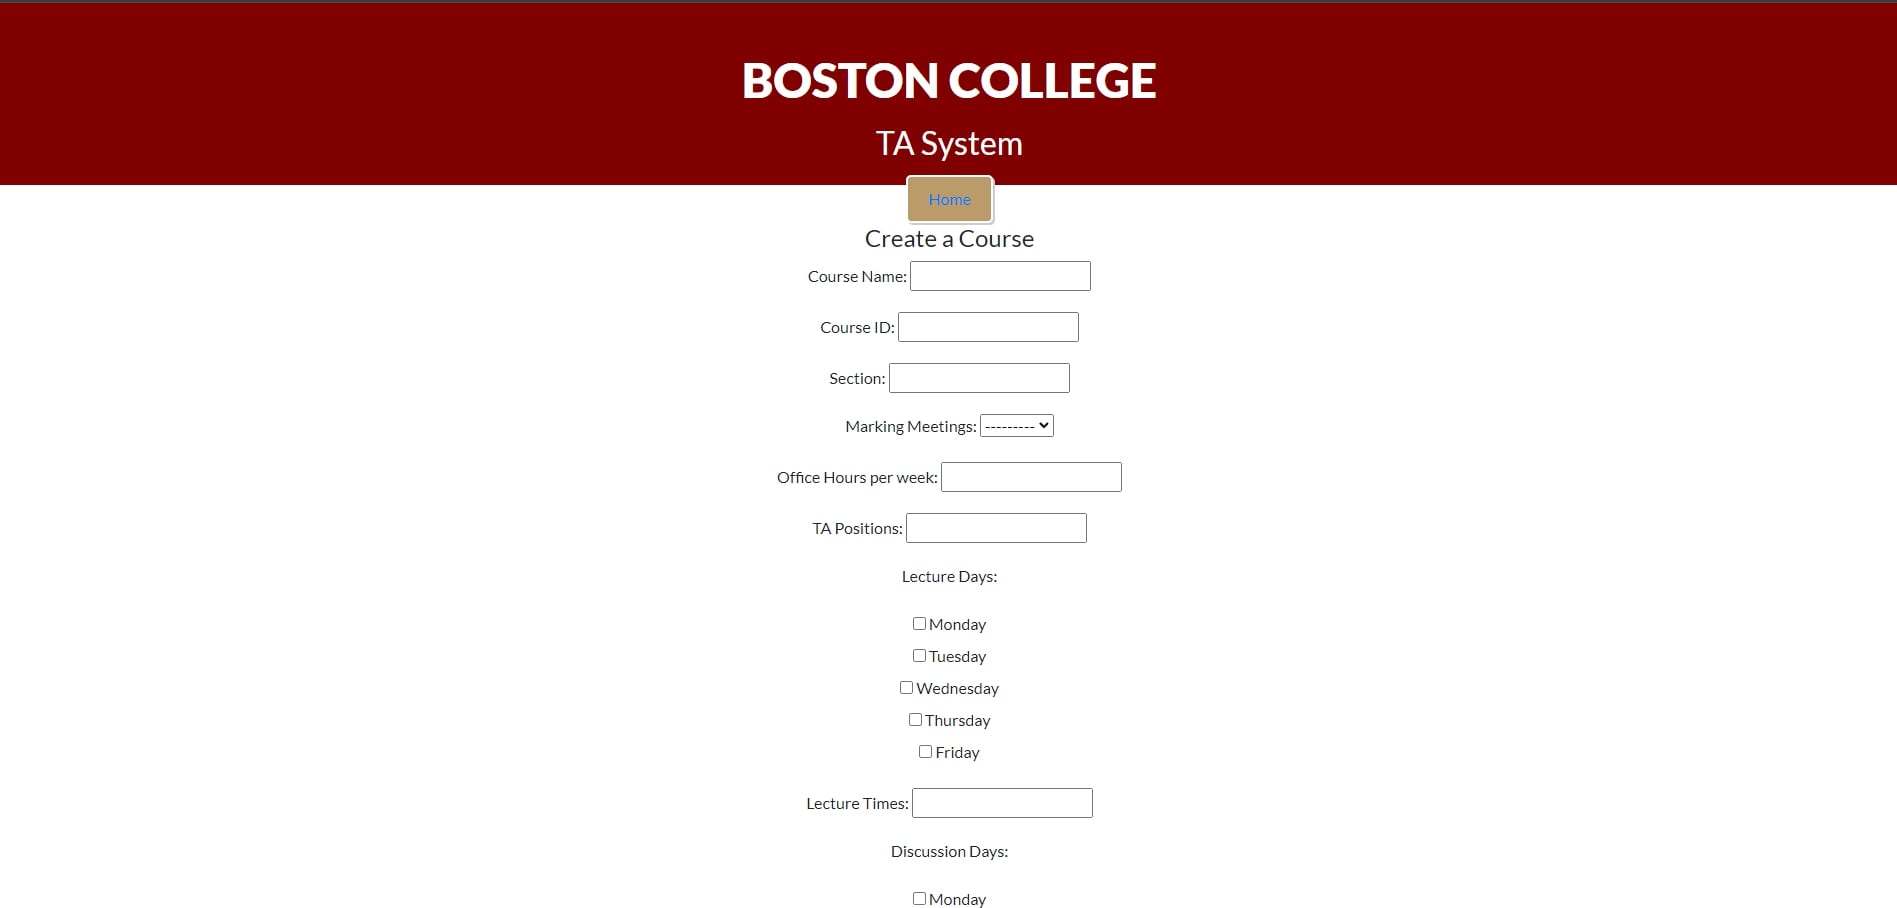 BOSTON COLLEGE
TA System
Home
Create a Course
Course Name:
Course ID:
Section:
Marking Meetings: ---------
Office Hours per week:
TA Positions:
Lecture Days:
Monday
Tuesday
Wednesday
Thursday
Friday
Lecture Times:
Discussion Days:
Monday